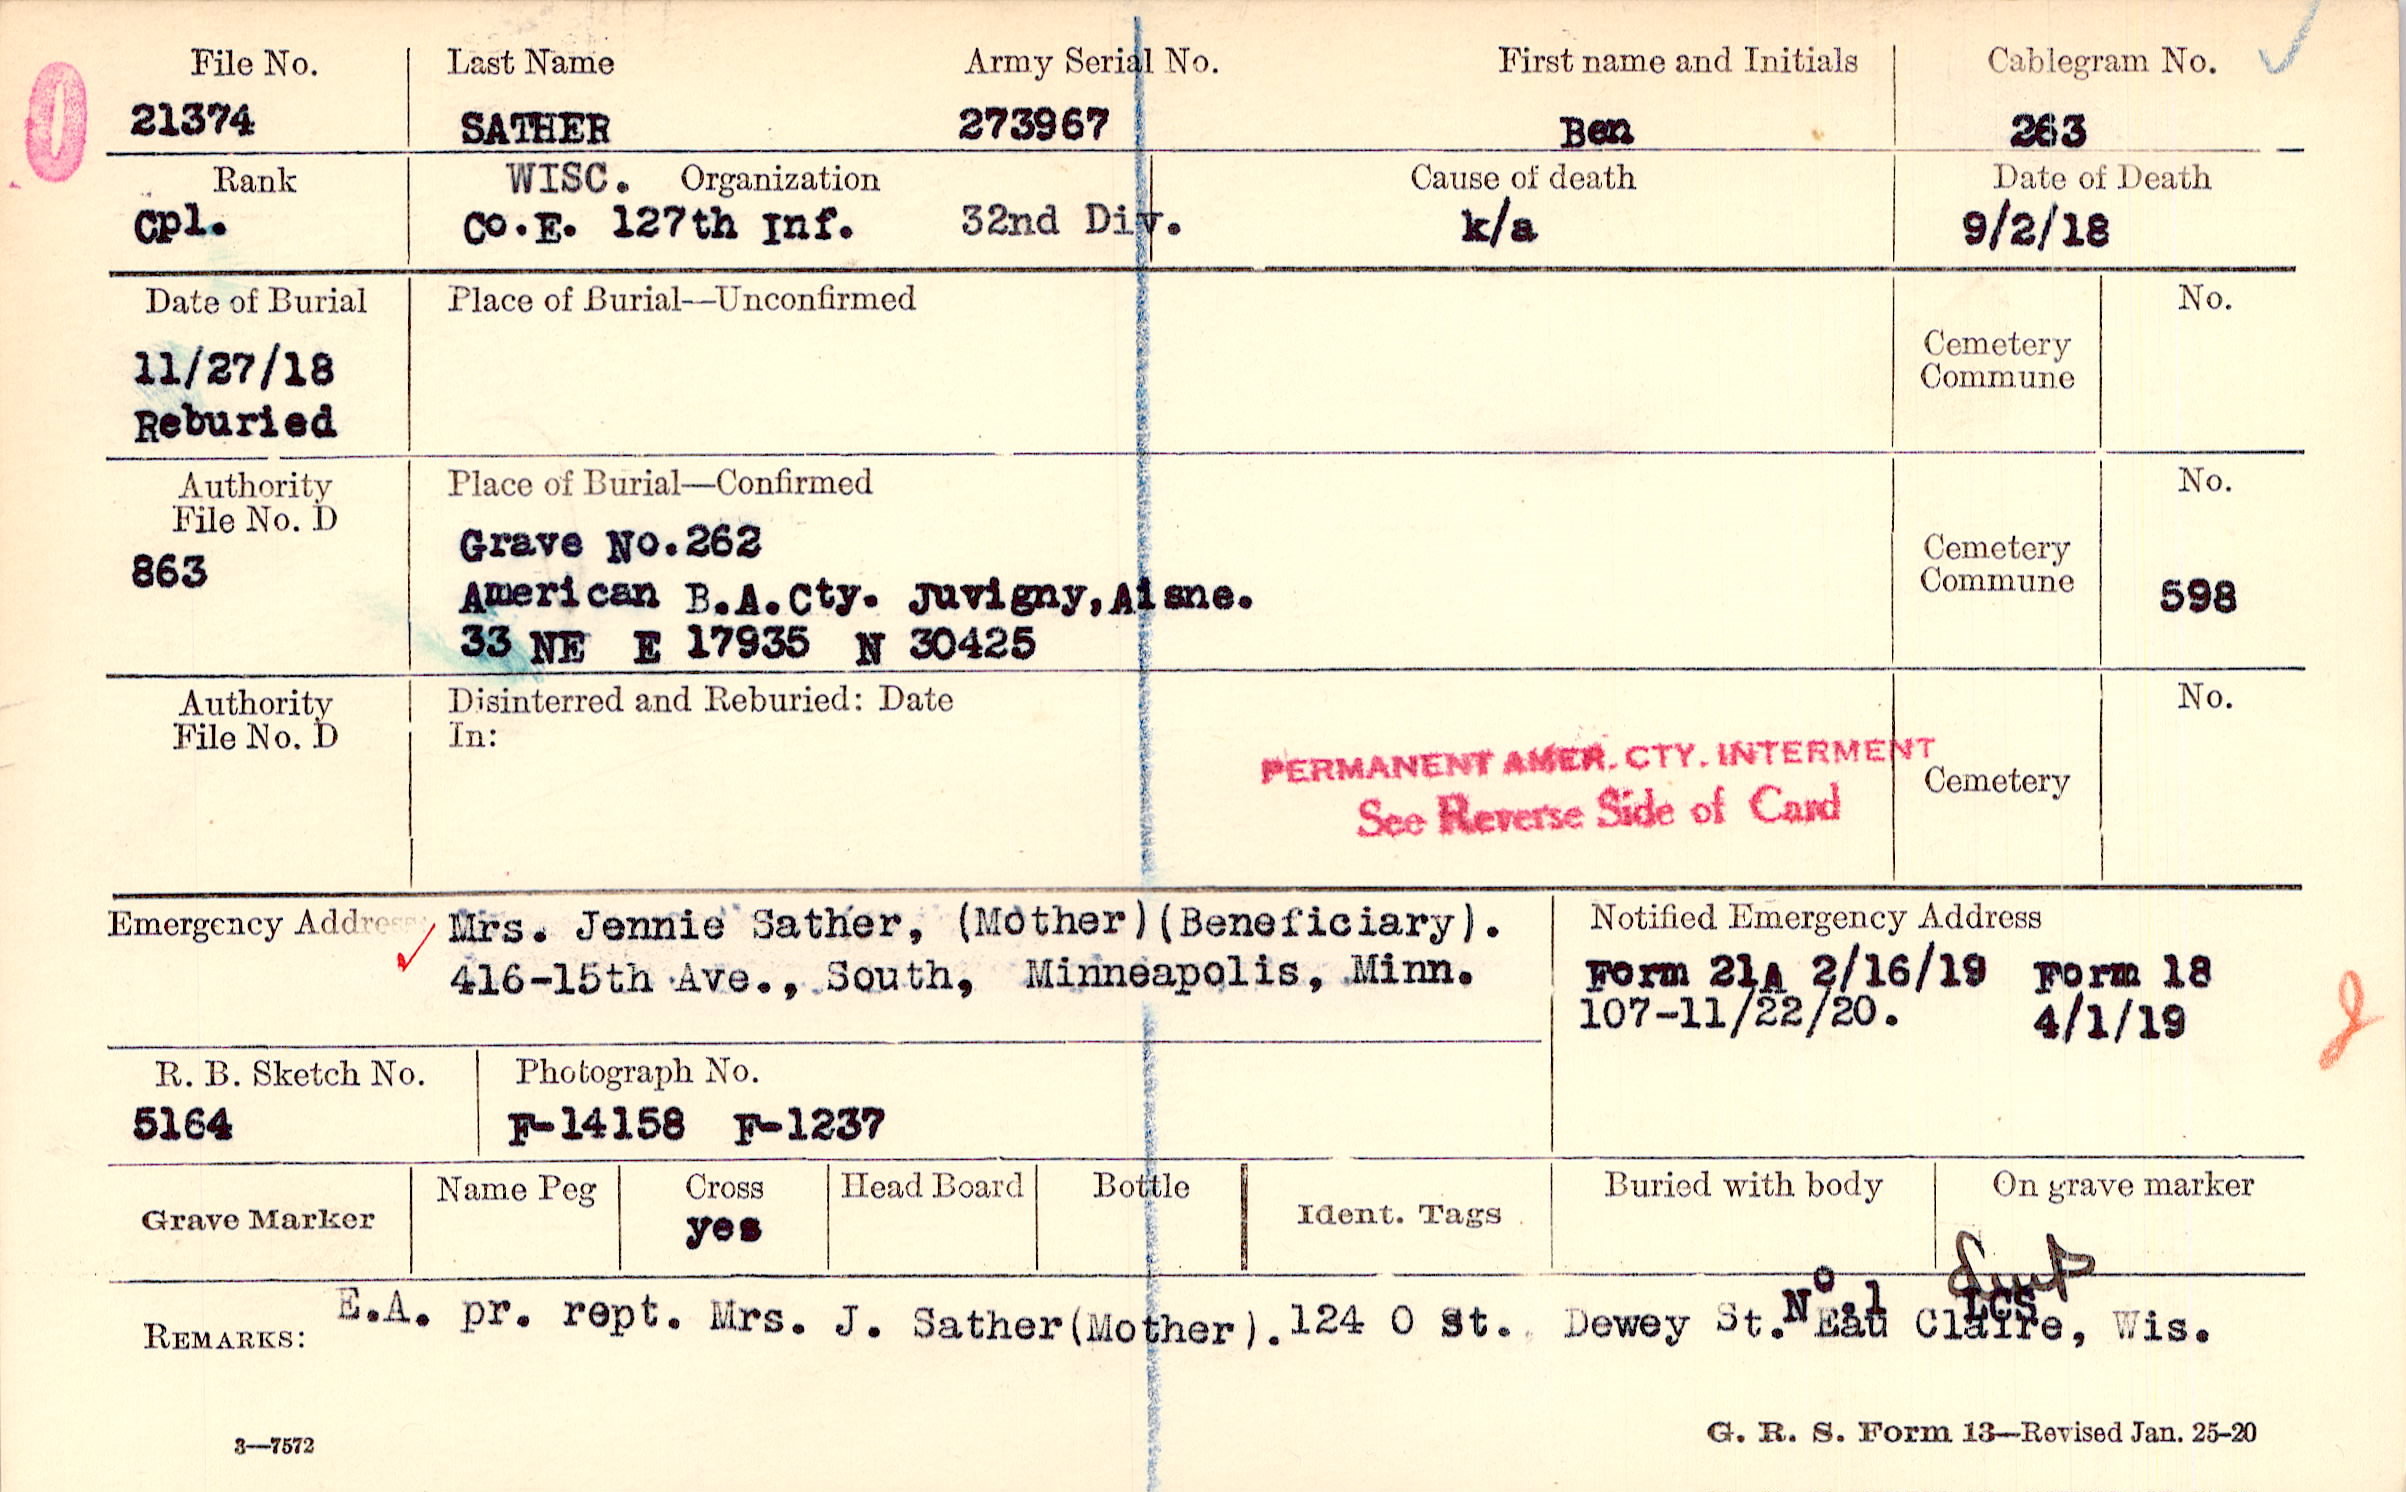 File No. Last Name Army Serial No. First name and Initials Cablegram No.
21374 SATHER 273967 Ben 263
Rank WISC. Organization Cause of death Date of Death
Cpl. Co.E. 127th Inf. 32nd Div. k/a 9/2/18
Date of Burial Place of Burial—Unconfirmed No.
Cemetery
Commune
11/27/18
Reburied
Authority Place of Burial—Confirmed No.
File No. D
863
Grave No.262
American B.A.Cty. Juvigny,Aisne.
33 NE E 17935 N 30425
Cemetery
Commune
598
Authority Disinterred and Reburied: Date No.
File No. D In:
PERMANENT AMER. CTY. INTERMENT
See Reverse Side of Card
Cemetery
Emergency Address Mrs. Jennie Sather, (Mother)(Beneficiary).
416-15th Ave., South, Minneapolis, Minn.
Notified Emergency Address
Form 21A 2/16/19 Form 18
107-11/22/20. 4/1/19
R. B. Sketch No. Photograph No.
5164 F-14158 F-1237
Grave Marker Name Peg Cross Head Board Bottle Ident. Tags Buried with body On grave marker
yes
No.1 LCS
REMARKS: E.A. pr. rept. Mrs. J. Sather(Mother).124 O St. Dewey St. Eau Claire, Wis.
3—7572 G. R. S. Form 13—Revised Jan. 25-20